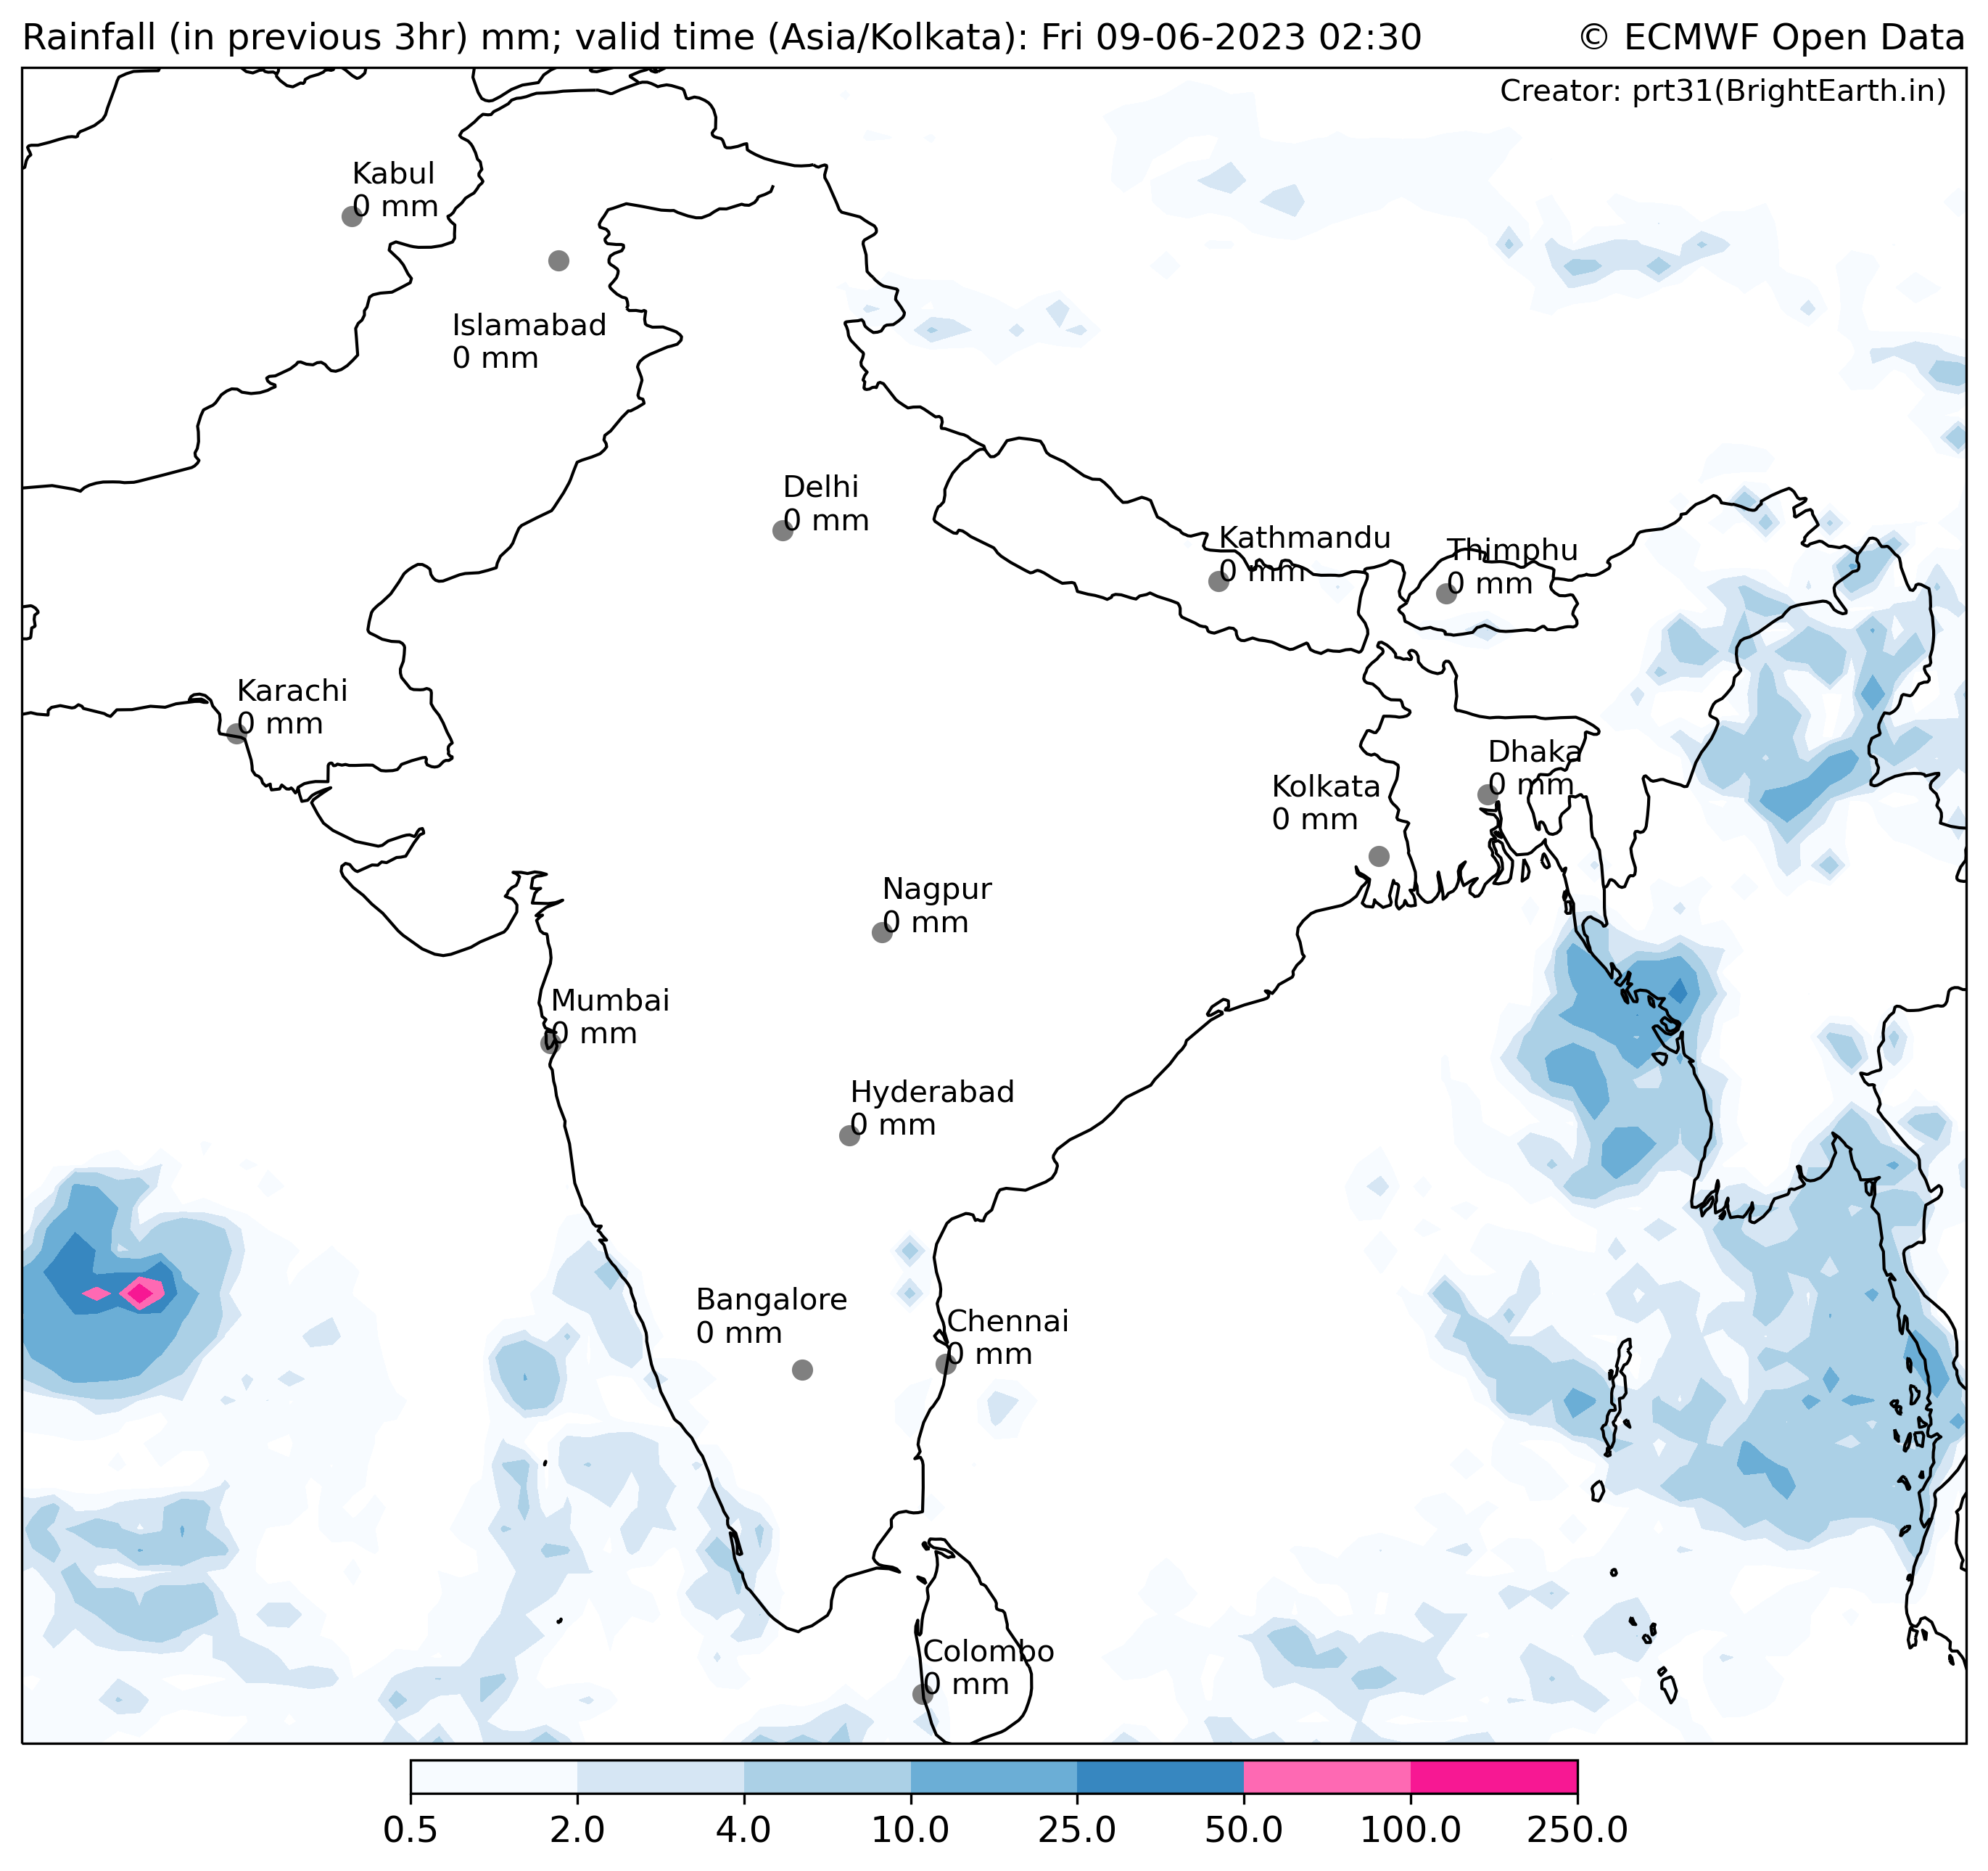 Rainfall (in previous 3hr) mm; valid time (Asia/Kolkata): Fri 09-06-2023 02:30
© ECMWF Open Data
Creator: prt31(BrightEarth.in)
Kabul
0 mm
Islamabad
0 mm
Delhi
0 mm
Kathmandu
0 mm
Thimphu
0 mm
Karachi
0 mm
Dhaka
0 mm
Kolkata
0 mm
Nagpur
0 mm
Mumbai
0 mm
Hyderabad
0 mm
Bangalore
0 mm
Chennai
0 mm
Colombo
0 mm
0.5 2.0 4.0 10.0 25.0 50.0 100.0 250.0